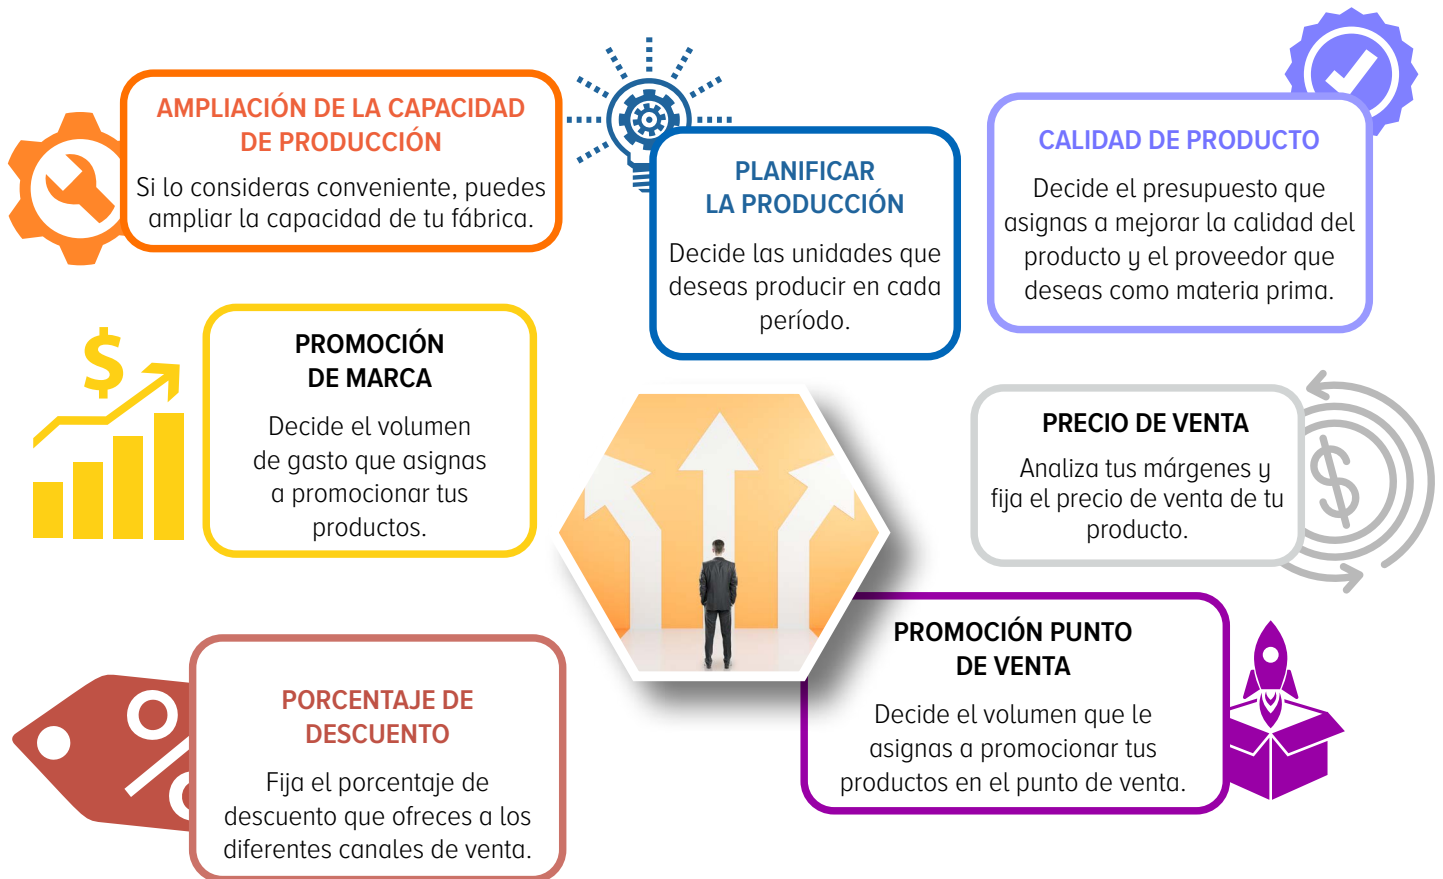 AMPLIACIÓN DE LA CAPACIDAD
DE PRODUCCIÓN
Si lo consideras conveniente, puedes
ampliar la capacidad de tu fábrica.
PLANIFICAR
LA PRODUCCIÓN
Decide las unidades que
deseas producir en cada
período.
CALIDAD DE PRODUCTO
Decide el presupuesto que
asignas a mejorar la calidad del
producto y el proveedor que
deseas como materia prima.
$
PROMOCIÓN
DE MARCA
Decide el volumen
de gasto que asignas
a promocionar tus
productos.
PRECIO DE VENTA
Analiza tus márgenes y
fija el precio de venta de tu
producto.
$
%
PORCENTAJE DE
DESCUENTO
Fija el porcentaje de
descuento que ofreces a los
diferentes canales de venta.
PROMOCIÓN PUNTO
DE VENTA
Decide el volumen que le
asignas a promocionar tus
productos en el punto de venta.